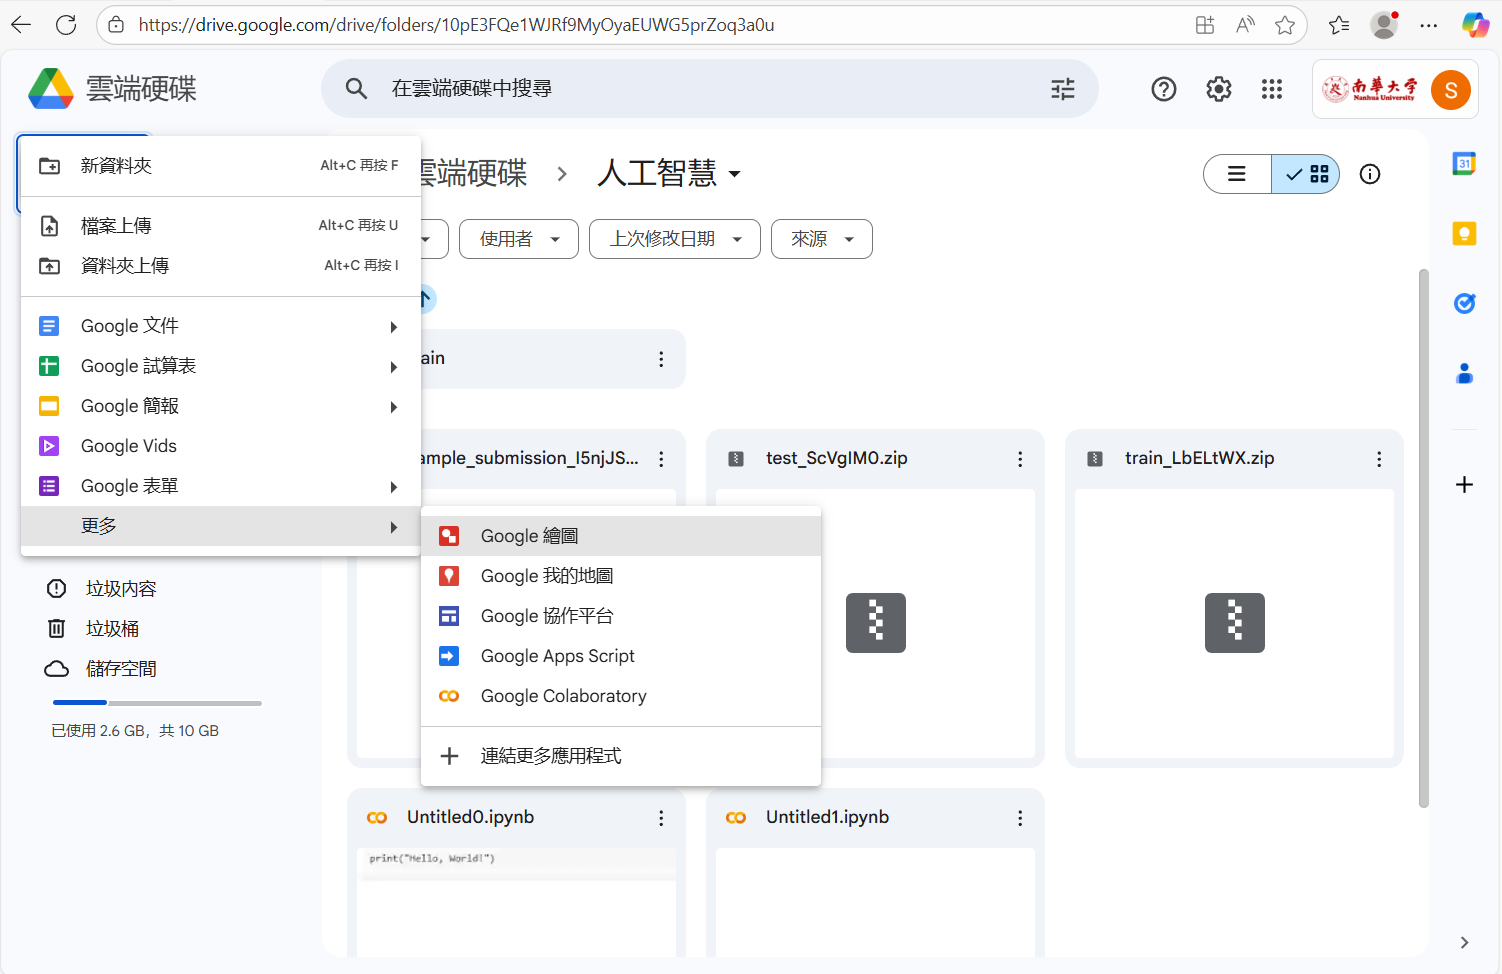 https://drive.google.com/drive/folders/10pE3FQe1WJRf9MyOyaEUWG5prZoq3a0u
雲端硬碟
在雲端硬碟中搜尋
南華大学
Nanhua University
S
新資料夾 Alt+C 再按 F
檔案上傳 Alt+C 再按 U
資料夾上傳 Alt+C 再按 I
Google 文件
Google 試算表
Google 簡報
Google Vids
Google 表單
更多
雲端硬碟 > 人工智慧
使用者
上次修改日期
來源
31
ain
ample_submission_I5njJS...
test_ScVgIM0.zip
train_LbELtWX.zip
Google 繪圖
Google 我的地圖
Google 協作平台
Google Apps Script
Google Colaboratory
連結更多應用程式
垃圾內容
垃圾桶
儲存空間
已使用 2.6 GB，共 10 GB
Untitled0.ipynb
Untitled1.ipynb
print("Hello, World!")